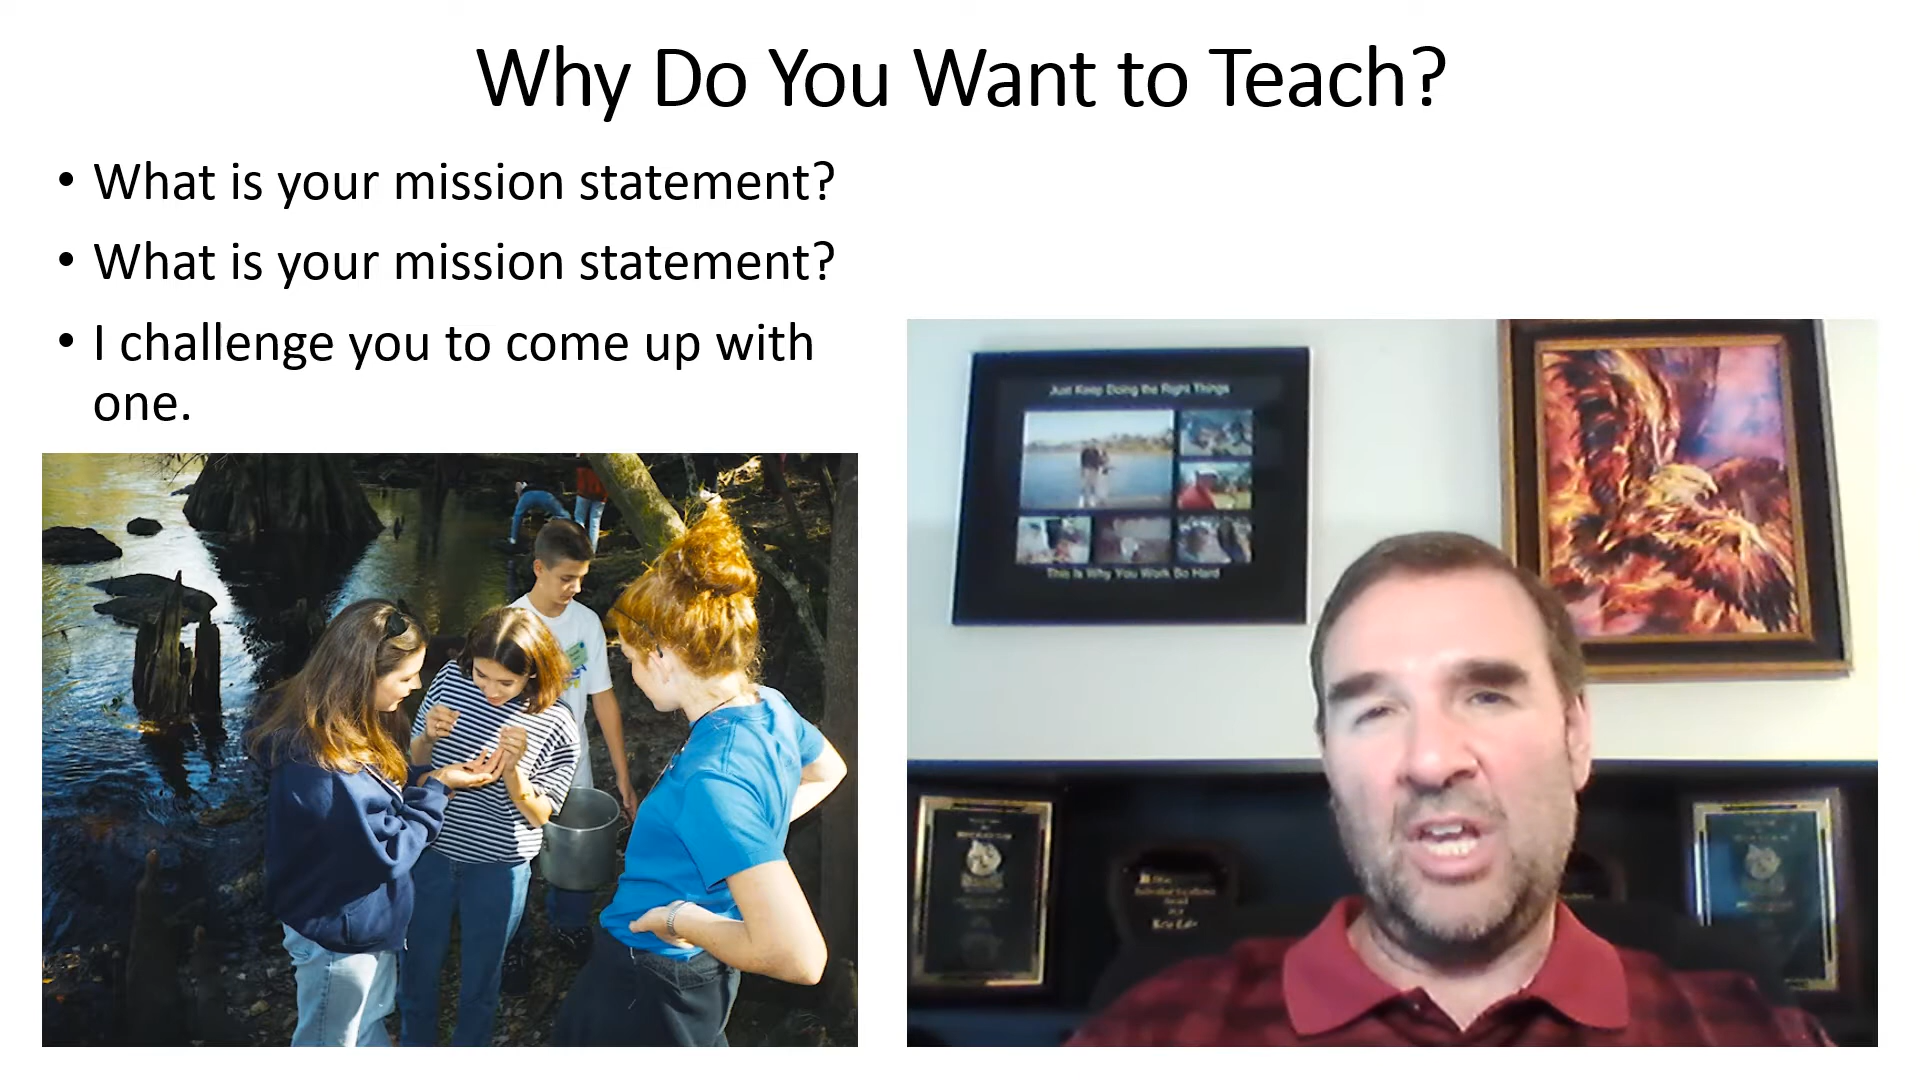 Why Do You Want to Teach?
• What is your mission statement?
• What is your mission statement?
• I challenge you to come up with
one.
Just Keep Doing the Right Things
This Is Why You Work So Hard